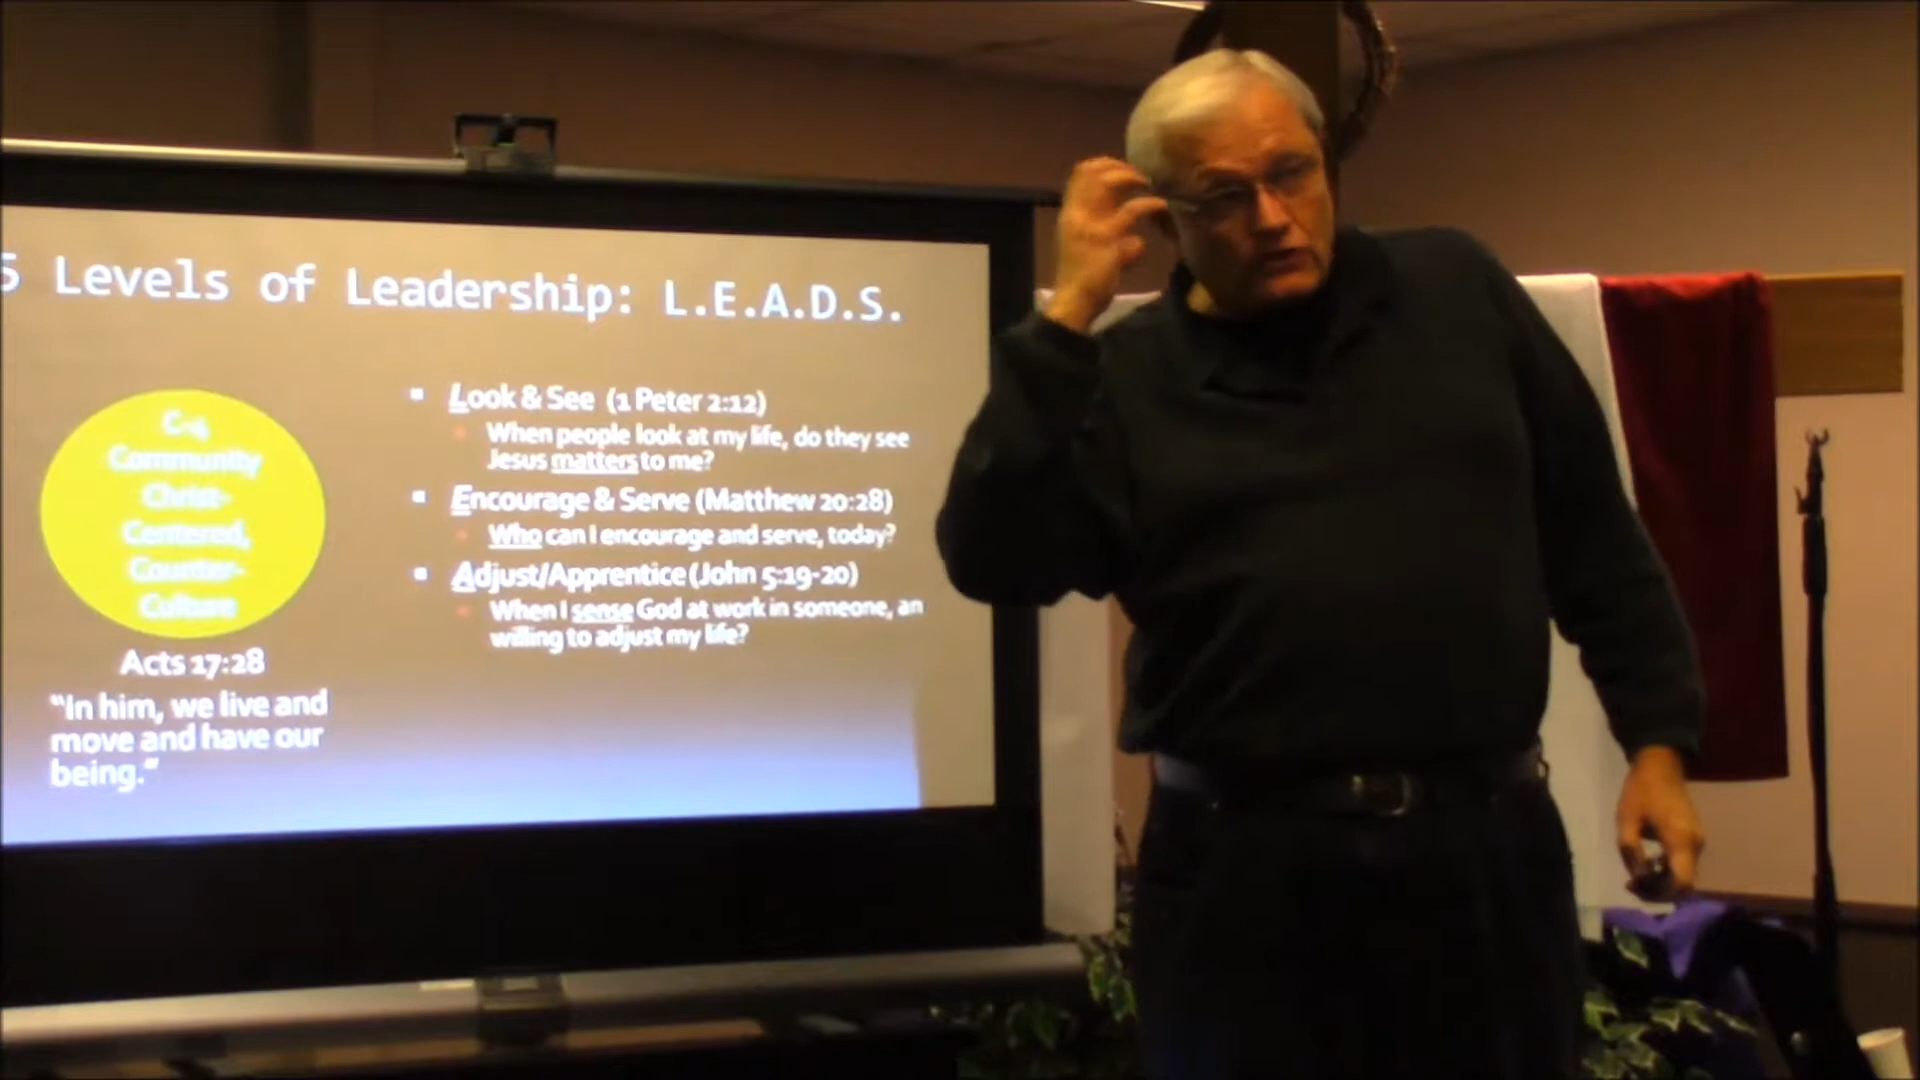 5 Levels of Leadership: L.E.A.D.S.
C-4
Community
Christ-
Centered,
Counter-
Culture
Acts 17:28
"In him, we live and
move and have our
being."
Look & See (1 Peter 2:12)
When people look at my life, do they see
Jesus matters to me?
Encourage & Serve (Matthew 20:28)
Who can I encourage and serve, today?
Adjust/Apprentice (John 5:19-20)
When I sense God at work in someone, an
willing to adjust my life?